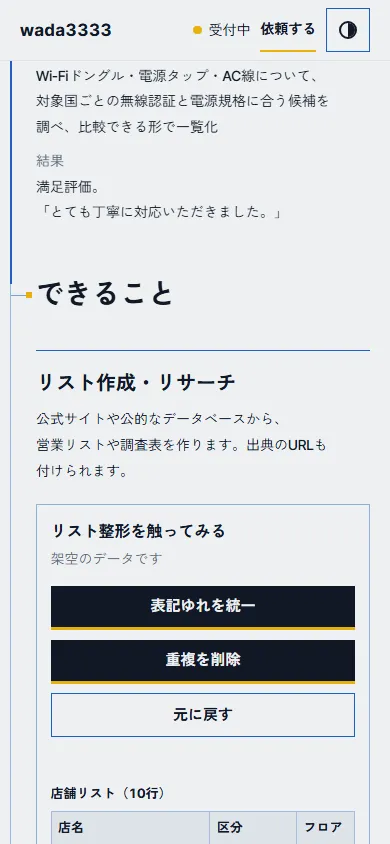 wada3333
受付中
依頼する
Wi-Fiドングル・電源タップ・AC線について、
対象国ごとの無線認証と電源規格に合う候補を
調べ、比較できる形で一覧化
結果
満足評価。
「とても丁寧に対応いただきました。」
できること
リスト作成・リサーチ
公式サイトや公的なデータベースから、
営業リストや調査表を作ります。出典のURLも
付けられます。
リスト整形を触ってみる
架空のデータです
表記ゆれを統一
重複を削除
元に戻す
店舗リスト（10行）
店名
区分
フロア